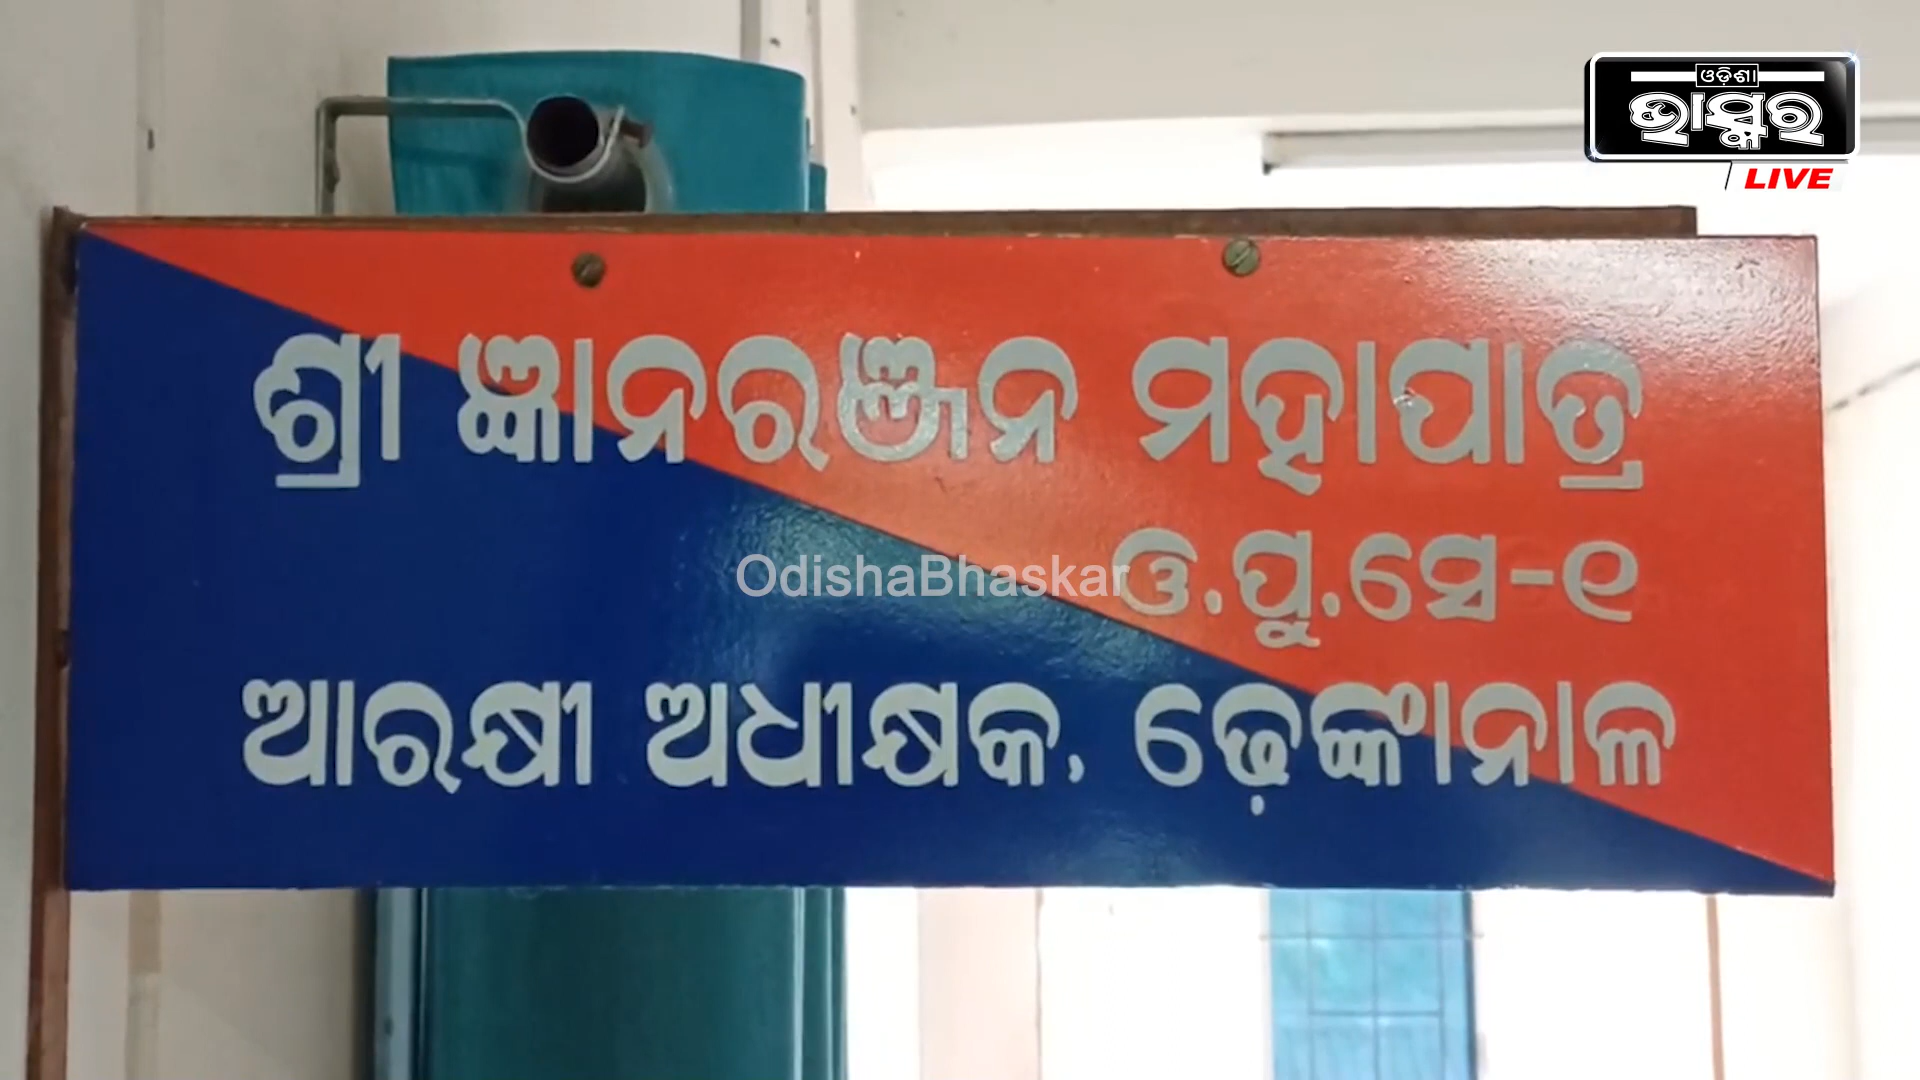 ଓଡ଼ିଶା
ଭାସ୍କର
LIVE
ଶ୍ରୀ ଜ୍ଞାନରଞ୍ଜନ ମହାପାତ୍ର
ଓ.ପୁ.ସେ-୧
OdishaBhaskar
ଆରକ୍ଷୀ ଅଧୀକ୍ଷକ, ଢେ଼ଙ୍କାନାଳ